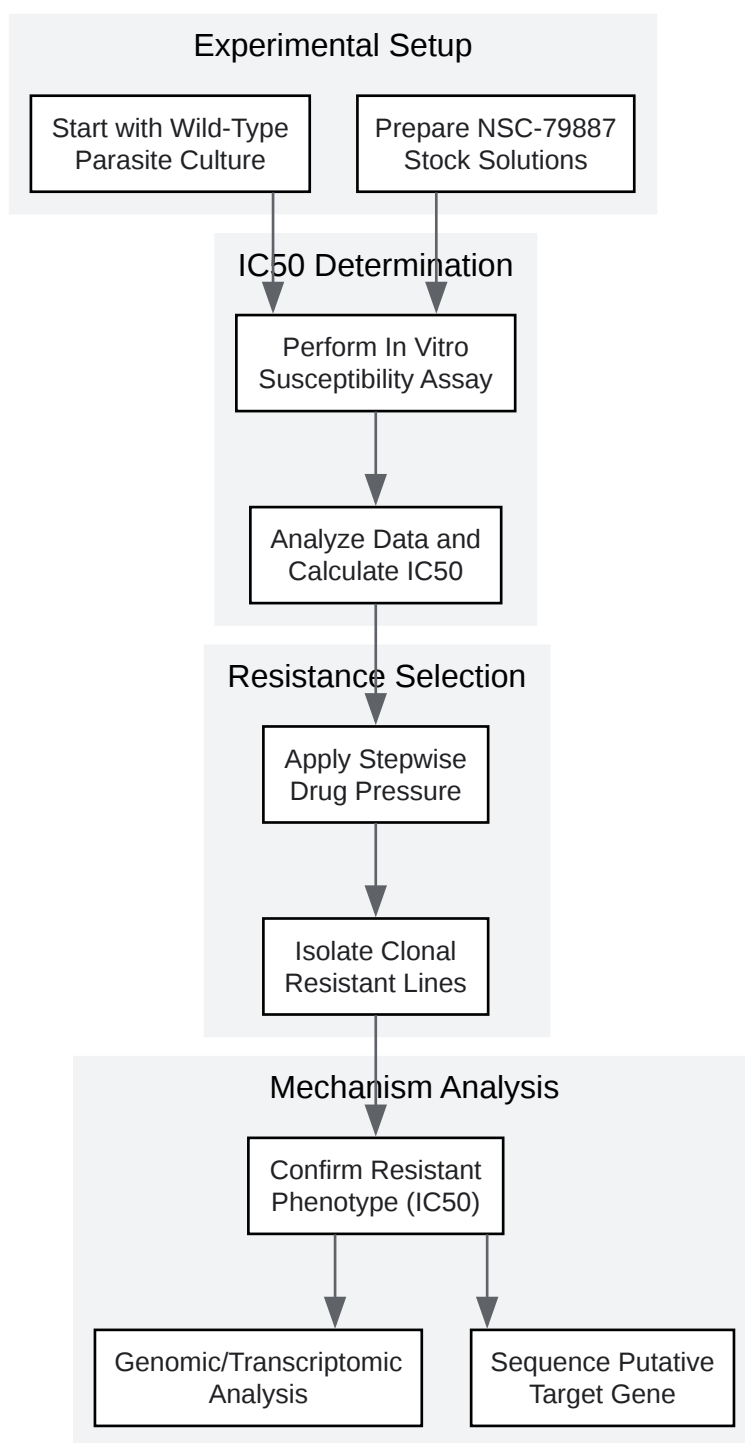 Experimental Setup
Start with Wild-Type
Parasite Culture
Prepare NSC-79887
Stock Solutions
IC50 Determination
Perform In Vitro
Susceptibility Assay
Analyze Data and
Calculate IC50
Resistance Selection
Apply Stepwise
Drug Pressure
Isolate Clonal
Resistant Lines
Mechanism Analysis
Confirm Resistant
Phenotype (IC50)
Genomic/Transcriptomic
Analysis
Sequence Putative
Target Gene